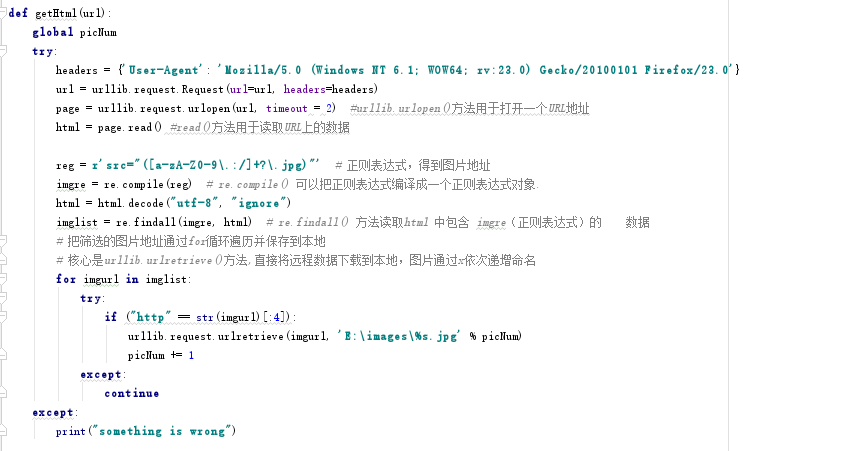 def getHtml(url):
    global picNum
    try:
        headers = {'User-Agent': 'Mozilla/5.0 (Windows NT 6.1; WOW64; rv:23.0) Gecko/20100101 Firefox/23.0'}
        url = urllib.request.Request(url=url, headers=headers)
        page = urllib.request.urlopen(url, timeout = 2)  #urllib.urlopen()方法用于打开一个URL地址
        html = page.read() #read()方法用于读取URL上的数据

        reg = r'src="([a-zA-Z0-9\.:/]+?\.jpg)"'  # 正则表达式，得到图片地址
        imgre = re.compile(reg)  # re.compile() 可以把正则表达式编译成一个正则表达式对象.
        html = html.decode("utf-8", "ignore")
        imglist = re.findall(imgre, html)  # re.findall() 方法读取html 中包含 imgre（正则表达式）的    数据
        # 把筛选的图片地址通过for循环遍历并保存到本地
        # 核心是urllib.urlretrieve()方法,直接将远程数据下载到本地，图片通过x依次递增命名
        for imgurl in imglist:
            try:
                if ("http" == str(imgurl)[:4]):
                    urllib.request.urlretrieve(imgurl, 'E:\images\%s.jpg' % picNum)
                    picNum += 1
            except:
                continue
    except:
        print("something is wrong")